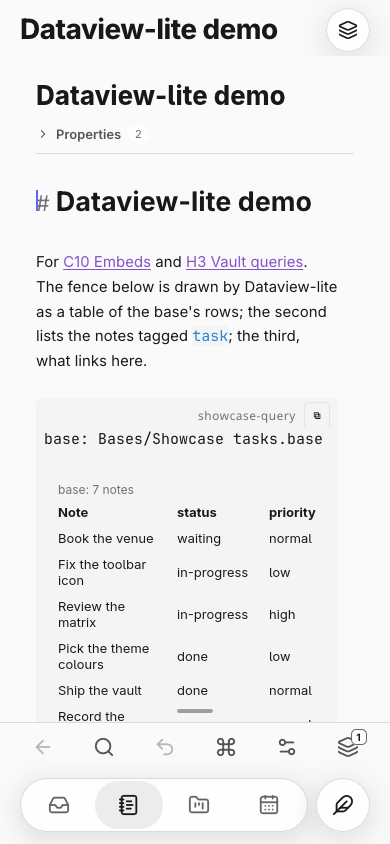 Dataview-lite demo
Dataview-lite demo
Properties 2
# Dataview-lite demo
For C10 Embeds and H3 Vault queries.
The fence below is drawn by Dataview-lite
as a table of the base's rows; the second
lists the notes tagged task; the third,
what links here.
showcase-query
base: Bases/Showcase tasks.base
base: 7 notes
Note status priority
Book the venue waiting normal
Fix the toolbar
icon in-progress low
Review the
matrix in-progress high
Pick the theme
colours done low
Ship the vault done normal
Record the
1